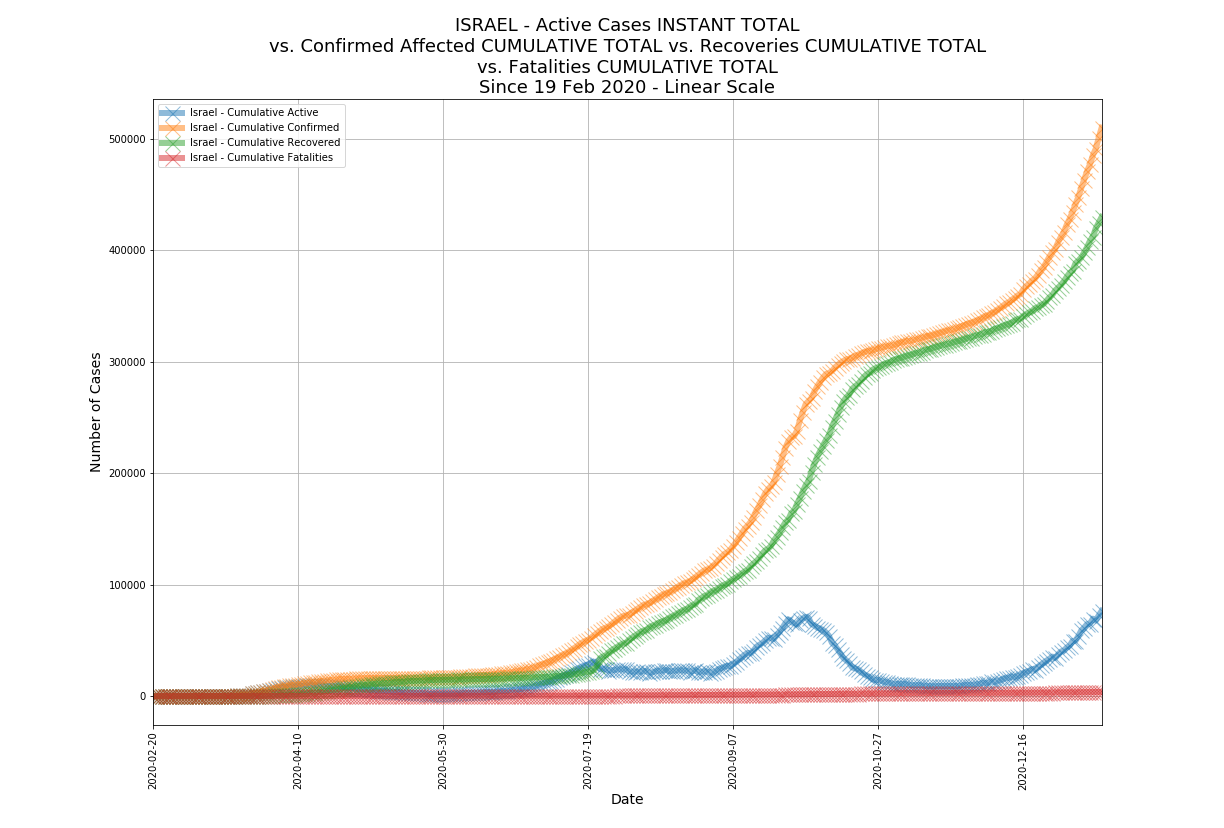 ISRAEL - Active Cases INSTANT TOTAL
vs. Confirmed Affected CUMULATIVE TOTAL vs. Recoveries CUMULATIVE TOTAL
vs. Fatalities CUMULATIVE TOTAL
Since 19 Feb 2020 - Linear Scale
Israel - Cumulative Active
Israel - Cumulative Confirmed
Israel - Cumulative Recovered
Israel - Cumulative Fatalities
Number of Cases
500000
400000
300000
200000
100000
0
2020-02-20
2020-04-10
2020-05-30
2020-07-19
2020-09-07
2020-10-27
2020-12-16
Date